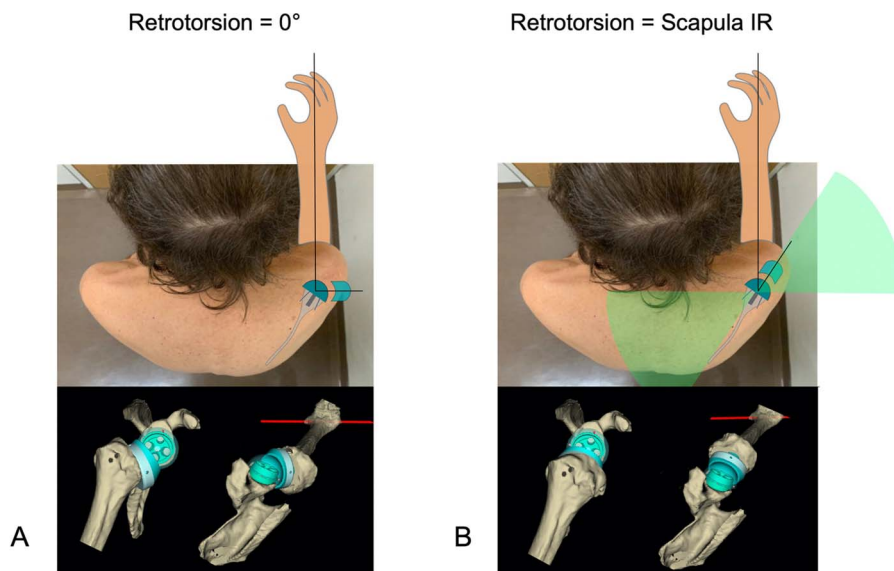 Retrotorsion = 0°
Retrotorsion = Scapula IR
A
B